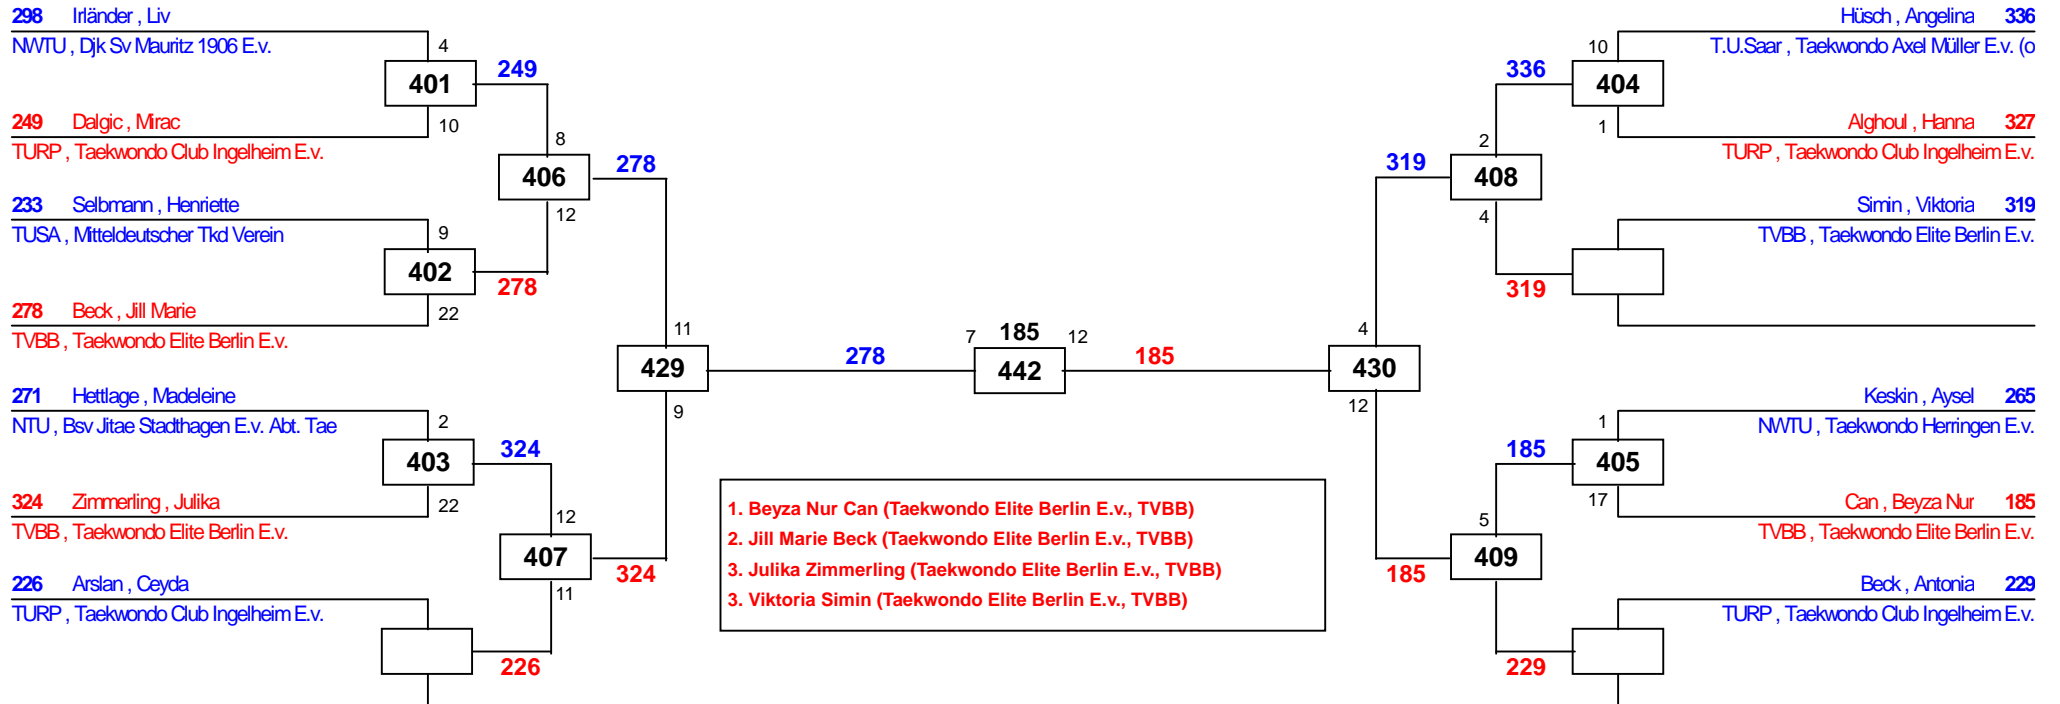 298 Irländer , Liv
NWTU , Djk Sv Mauritz 1906 E.v.
4
401
249
10
249 Dalgic , Mirac
TURP , Taekwondo Club Ingelheim E.v.
8
406
278
12
233 Selbmann , Henriette
TUSA , Mitteldeutscher Tkd Verein
9
402
278
22
278 Beck , Jill Marie
TVBB , Taekwondo Elite Berlin E.v.
11
429
278
9
271 Hettlage , Madeleine
NTU , Bsv Jitae Stadthagen E.v. Abt. Tae
2
403
324
22
324 Zimmerling , Julika
TVBB , Taekwondo Elite Berlin E.v.
12
407
324
11
226 Arslan , Ceyda
TURP , Taekwondo Club Ingelheim E.v.
226
7 185 12
442
185
1. Beyza Nur Can (Taekwondo Elite Berlin E.v., TVBB)
2. Jill Marie Beck (Taekwondo Elite Berlin E.v., TVBB)
3. Julika Zimmerling (Taekwondo Elite Berlin E.v., TVBB)
3. Viktoria Simin (Taekwondo Elite Berlin E.v., TVBB)
Hüsch , Angelina 336
T.U.Saar , Taekwondo Axel Müller E.v. (o
10
336
404
1
Alghoul , Hanna 327
TURP , Taekwondo Club Ingelheim E.v.
2
319
408
4
Simin , Viktoria 319
TVBB , Taekwondo Elite Berlin E.v.
319
4
430
12
Keskin , Aysel 265
NWTU , Taekwondo Herringen E.v.
1
185
405
17
Can , Beyza Nur 185
TVBB , Taekwondo Elite Berlin E.v.
5
409
185
Beck , Antonia 229
TURP , Taekwondo Club Ingelheim E.v.
229